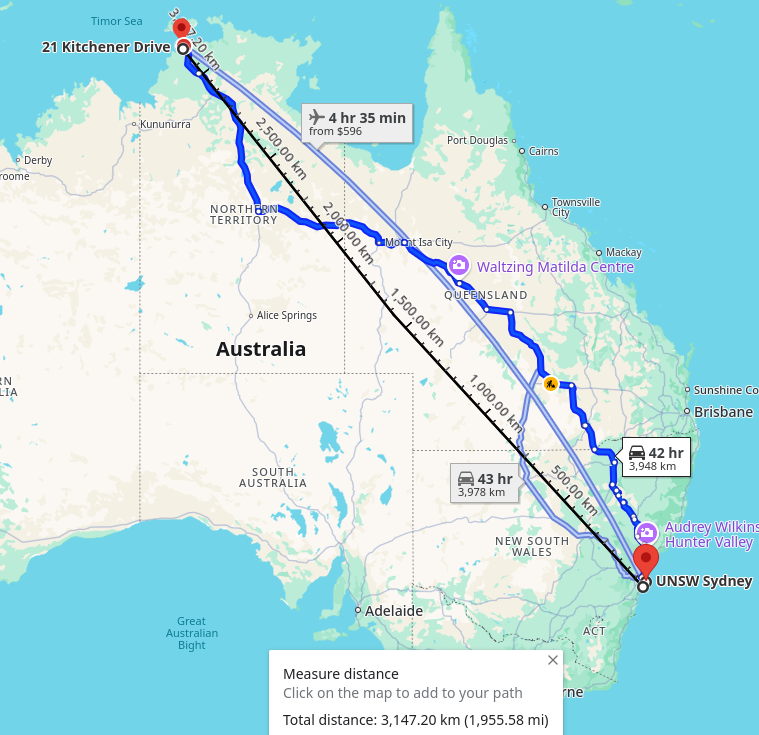 Timor Sea
21 Kitchener Drive
Kununurra
Derby
roome
4 hr 35 min
from $596
Port Douglas
Cairns
Townsville
City
Mackay
2,500.00 km
NORTHERN
TERRITORY
2,000.00 km
Mount Isa City
Waltzing Matilda Centre
QUEENSLAND
1,500.00 km
Alice Springs
Australia
RN
LIA
1,000.00 km
Sunshine Co
Brisbane
42 hr
3,948 km
SOUTH
AUSTRALIA
43 hr
3,978 km
500.00 km
Audrey Wilkins
Hunter Valley
NEW SOUTH
WALES
UNSW Sydney
Adelaide
Great
Australian
Bight
ACT
rne
Measure distance
Click on the map to add to your path
Total distance: 3,147.20 km (1,955.58 mi)